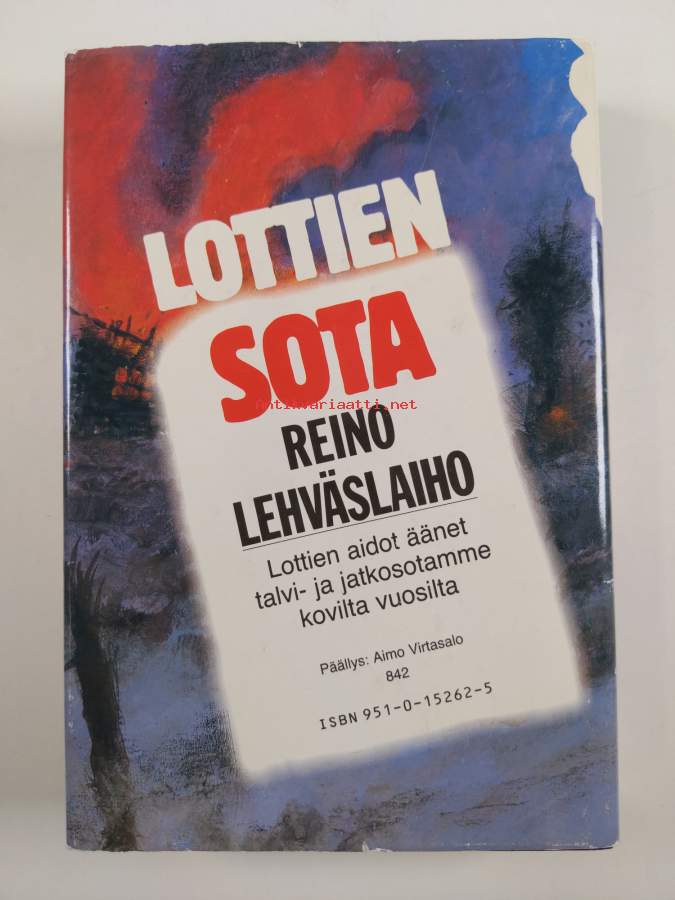 LOTTIEN
SOTA
antikvariaatti.net
REINO
LEHVÄSLAIHO
Lottien aidot äänet
talvi- ja jatkosotamme
kovilta vuosilta
Päällys: Aimo Virtasalo
842
ISBN 951-0-15262-5